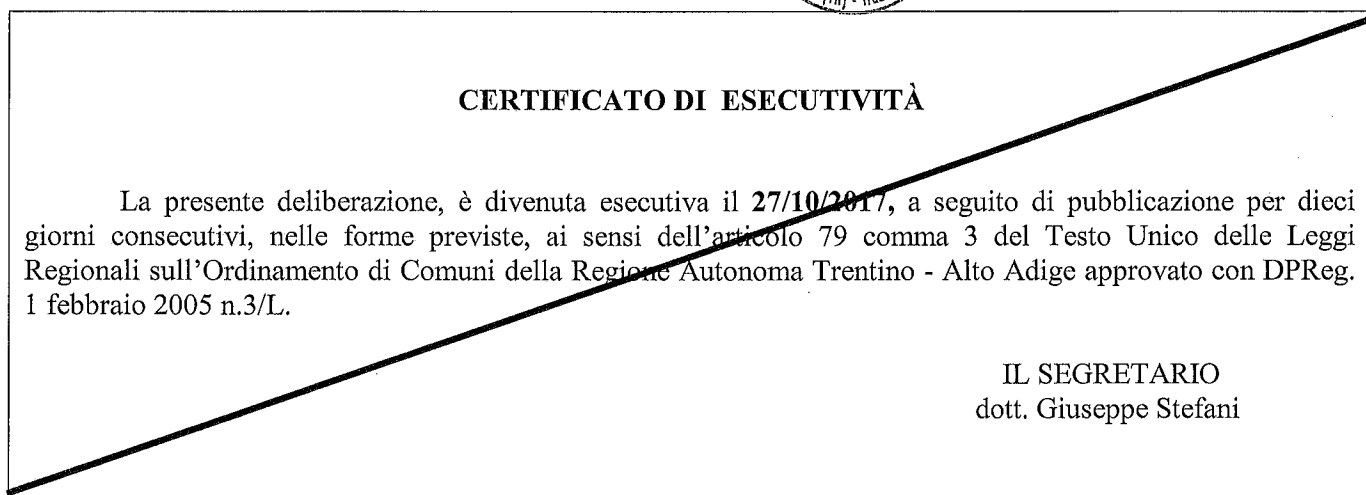 CERTIFICATO DI ESECUTIVITÀ
La presente deliberazione, è divenuta esecutiva il 27/10/2017, a seguito di pubblicazione per dieci
giorni consecutivi, nelle forme previste, ai sensi dell'articolo 79 comma 3 del Testo Unico delle Leggi
Regionali sull'Ordinamento di Comuni della Regione Autonoma Trentino - Alto Adige approvato con DPReg.
1 febbraio 2005 n.3/L.
IL SEGRETARIO
dott. Giuseppe Stefani